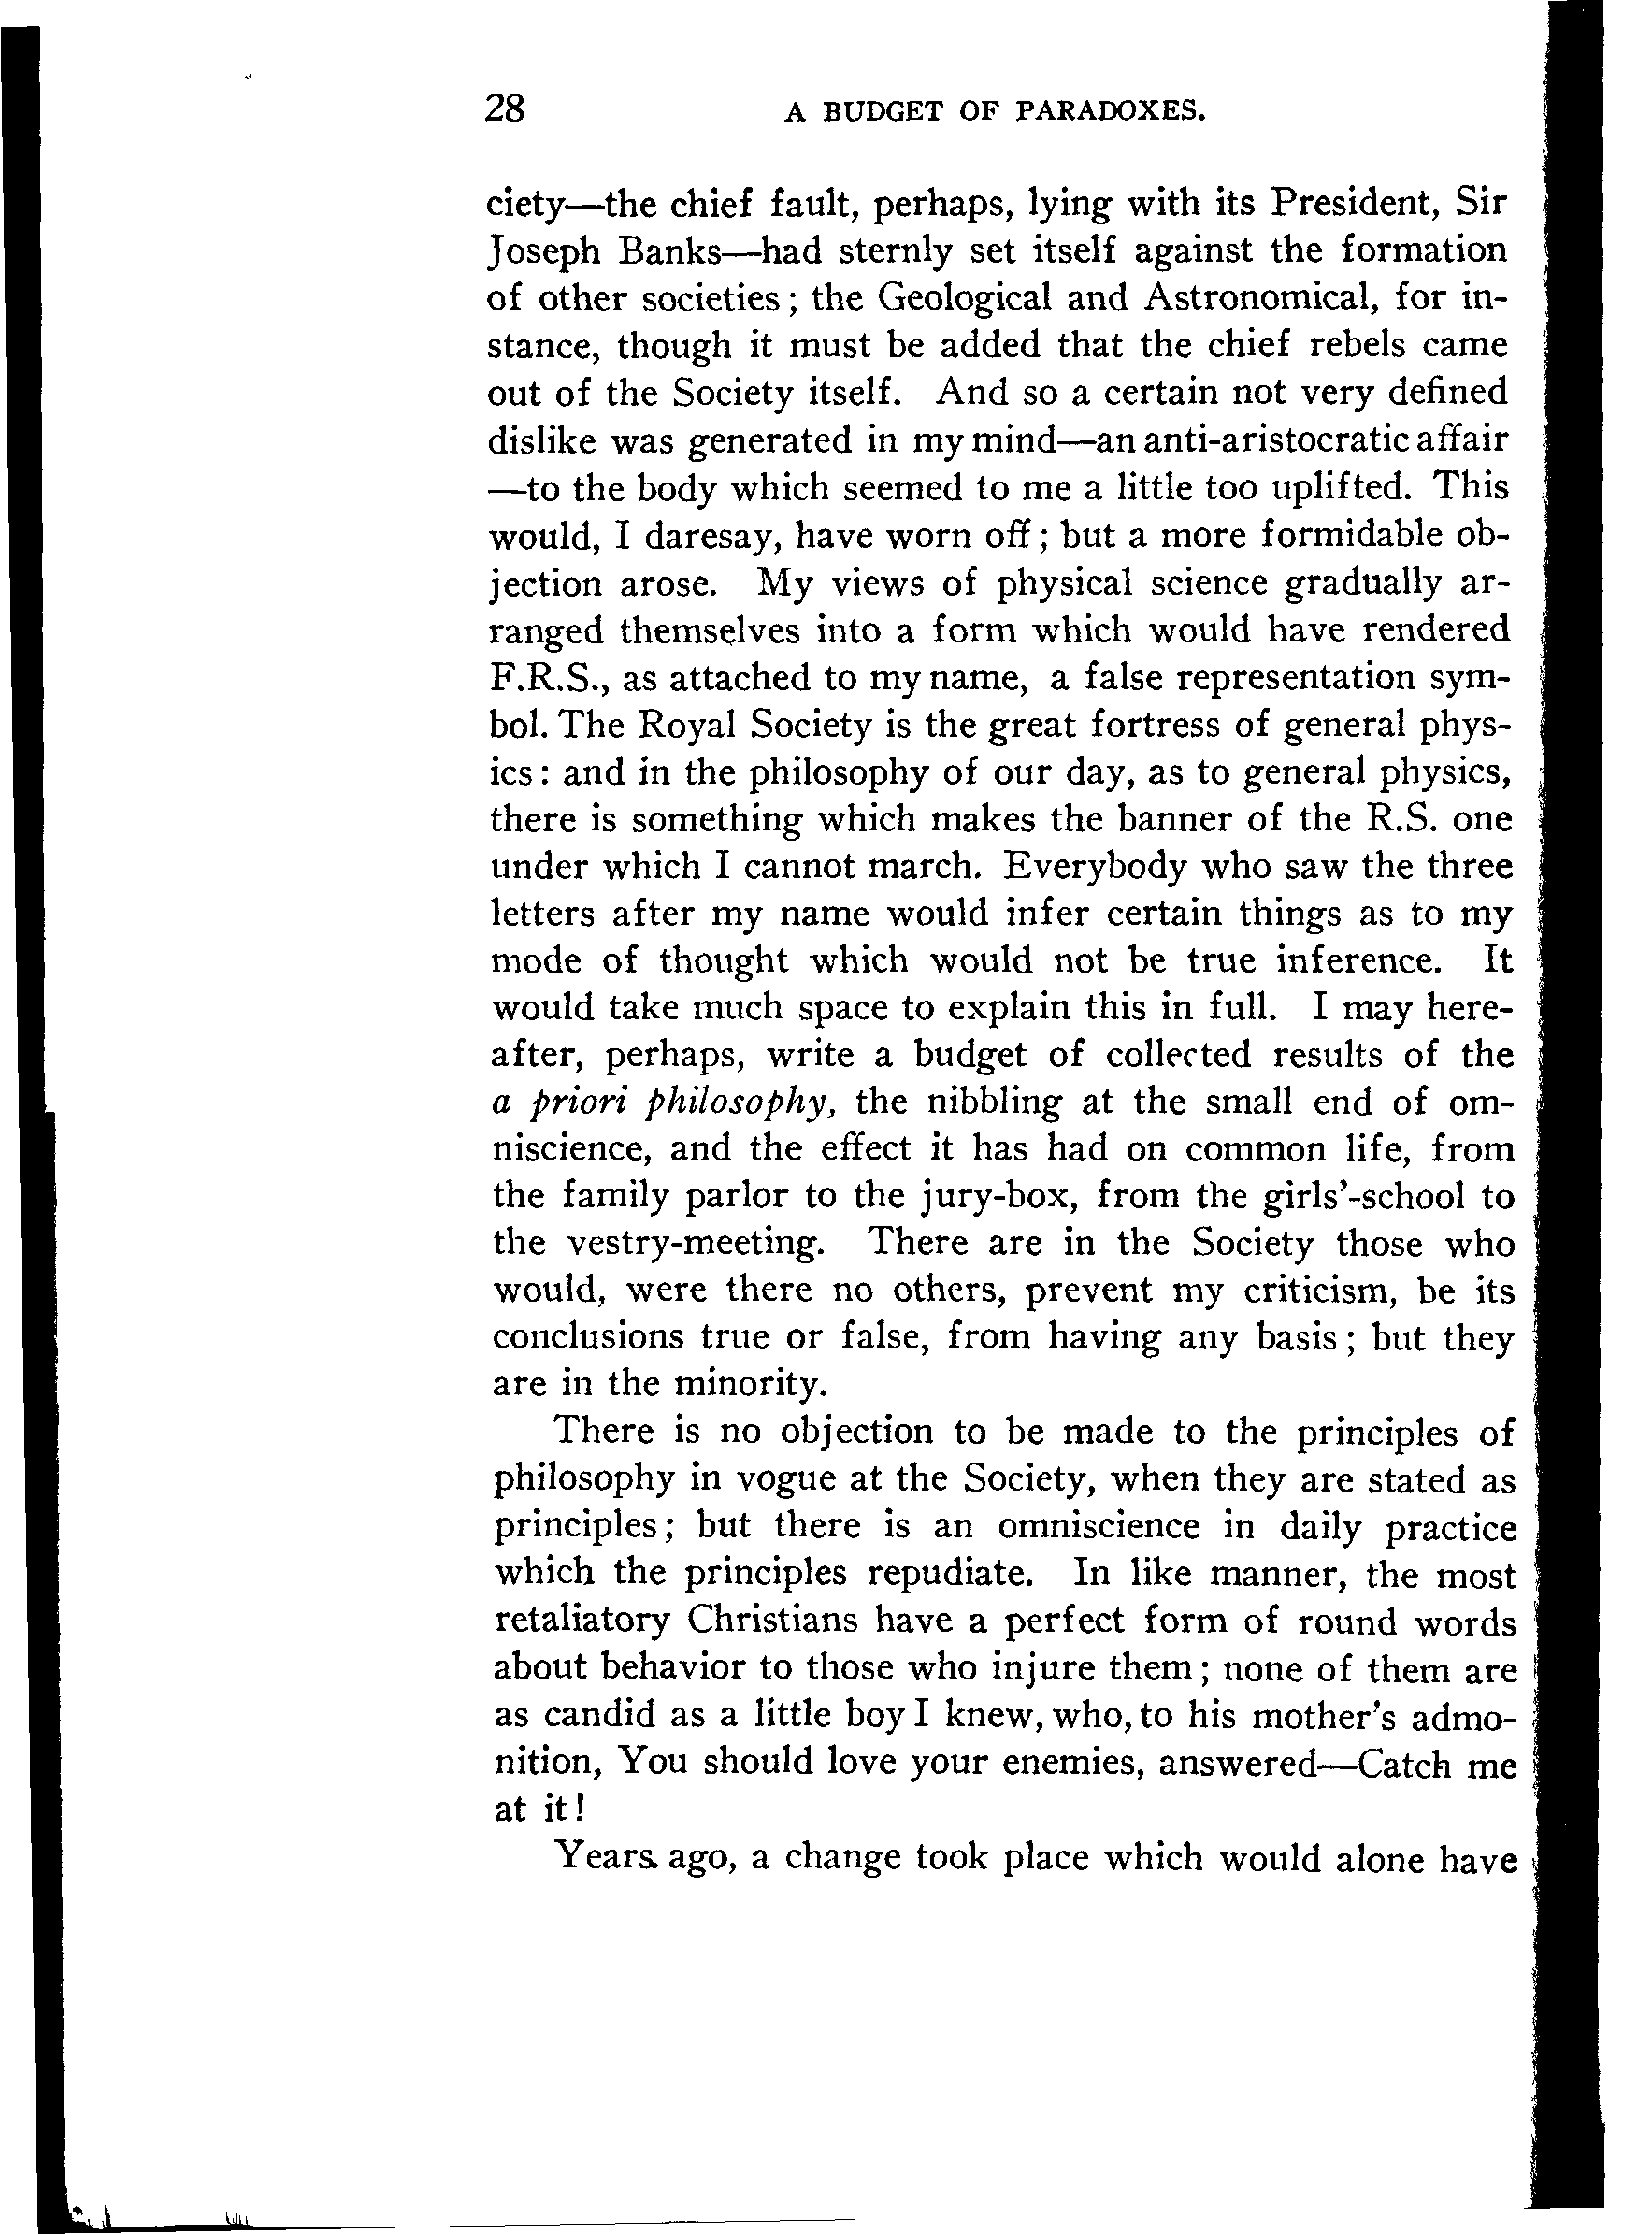 28 A BUDGET OF PARADOXES.
ciety—the chief fault, perhaps, lying with its President, Sir
Joseph Banks—had sternly set itself against the formation
of other societies; the Geological and Astronomical, for in-
stance, though it must be added that the chief rebels came
out of the Society itself. And so a certain not very defined
dislike was generated in my mind—an anti-aristocratic affair
—to the body which seemed to me a little too uplifted. This
would, I daresay, have worn off; but a more formidable ob-
jection arose. My views of physical science gradually ar-
ranged themselves into a form which would have rendered
F.R.S., as attached to my name, a false representation sym-
bol. The Royal Society is the great fortress of general phys-
ics: and in the philosophy of our day, as to general physics,
there is something which makes the banner of the R.S. one
under which I cannot march. Everybody who saw the three
letters after my name would infer certain things as to my
mode of thought which would not be true inference. It
would take much space to explain this in full. I may here-
after, perhaps, write a budget of collected results of the
a priori philosophy, the nibbling at the small end of om-
niscience, and the effect it has had on common life, from
the family parlor to the jury-box, from the girls'-school to
the vestry-meeting. There are in the Society those who
would, were there no others, prevent my criticism, be its
conclusions true or false, from having any basis; but they
are in the minority.
There is no objection to be made to the principles of
philosophy in vogue at the Society, when they are stated as
principles; but there is an omniscience in daily practice
which the principles repudiate. In like manner, the most
retaliatory Christians have a perfect form of round words
about behavior to those who injure them; none of them are
as candid as a little boy I knew, who, to his mother's admo-
nition, You should love your enemies, answered—Catch me
at it!
Years ago, a change took place which would alone have